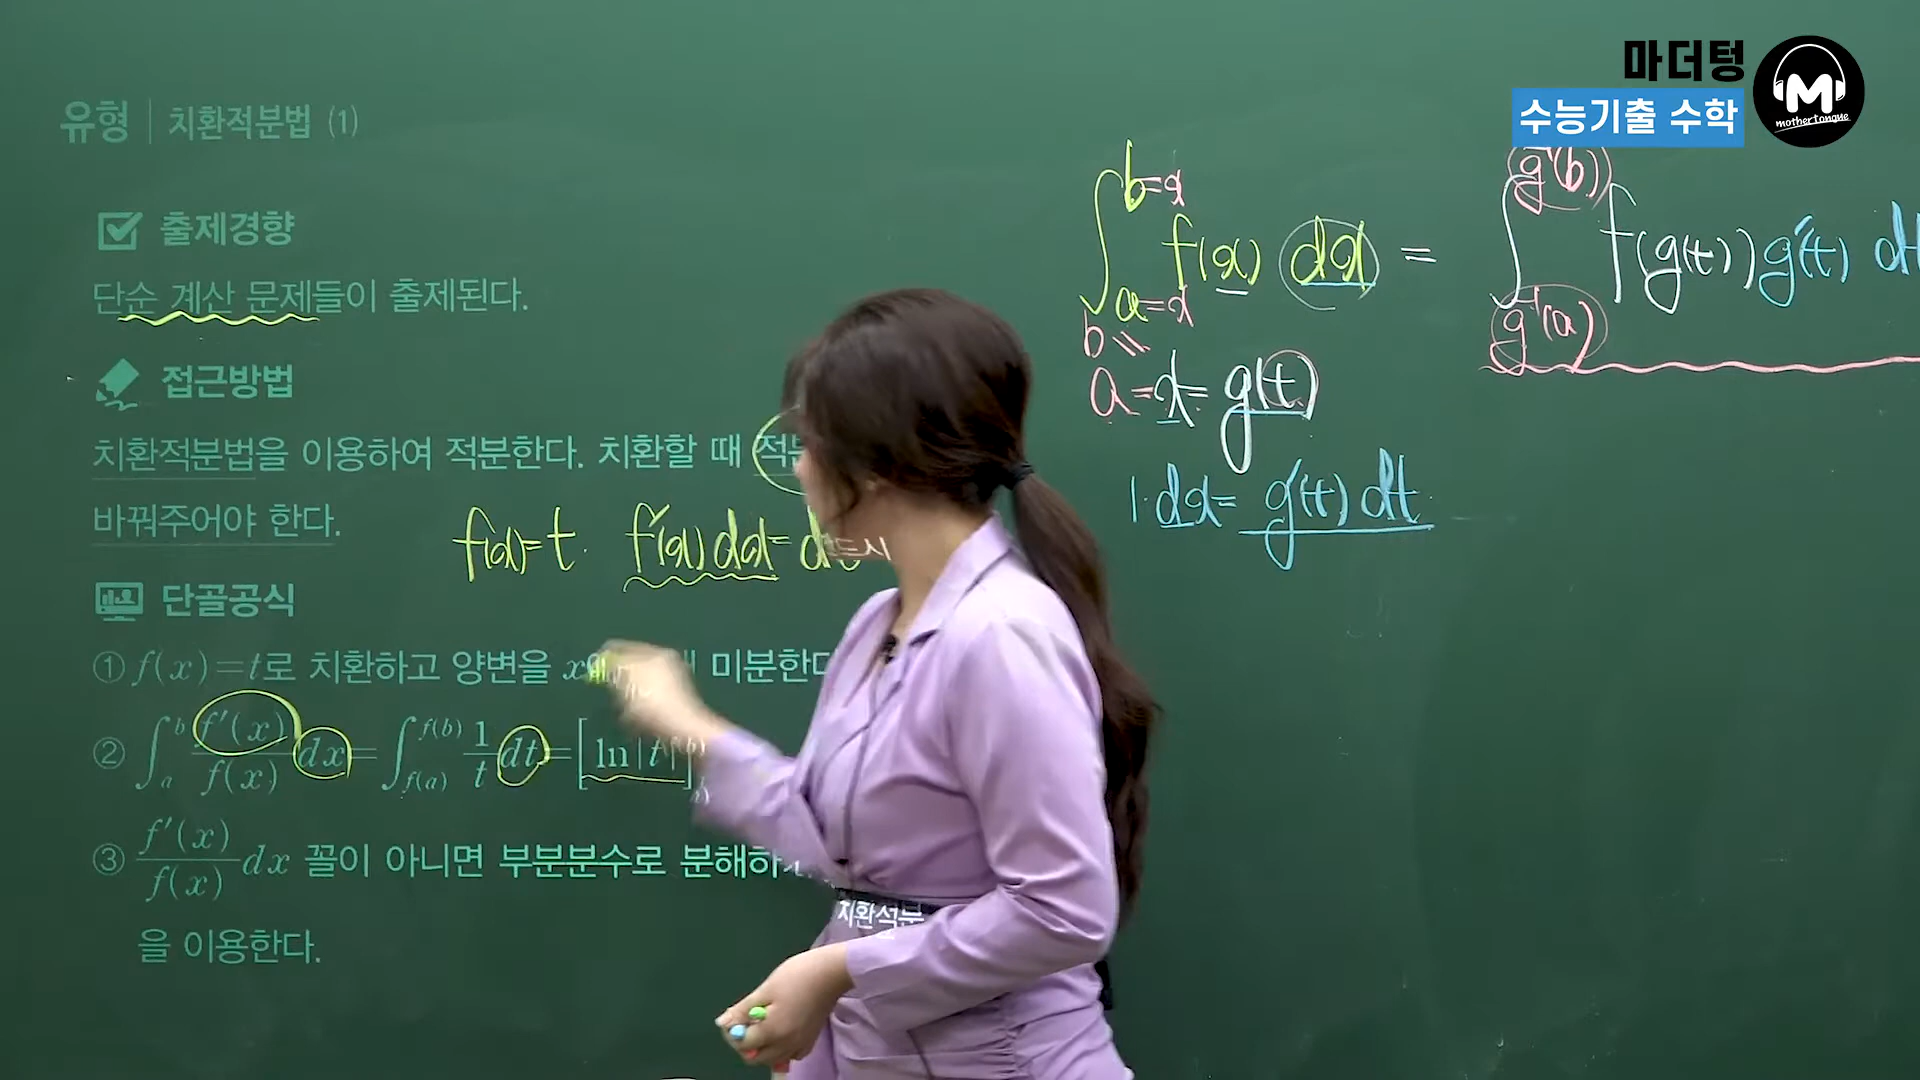 마더텅
수능기출 수학
M
mothertongue
유형 | 치환적분법 (1)
출제경향
단순 계산 문제들이 출제된다.
접근방법
치환적분법을 이용하여 적분한다. 치환할 때
바꿔주어야 한다.
f(x)=t. f'(x)dx=
단골공식
① f(x)=t로 치환하고 양변을 x 미분한다
② ∫_a^b f'(x)/f(x) dx = ∫_{f(a)}^{f(b)} 1/t dt = [ln|t|]
③ f'(x)/f(x) dx 꼴이 아니면 부분분수로 분해하
치환적분
을 이용한다.
∫_{a=x}^{b=x} f(x) dx = ∫_{g⁻¹(a)}^{g⁻¹(b)} f(g(t))g'(t) dt
b
a=x=g(t)
1·dx=g'(t)dt